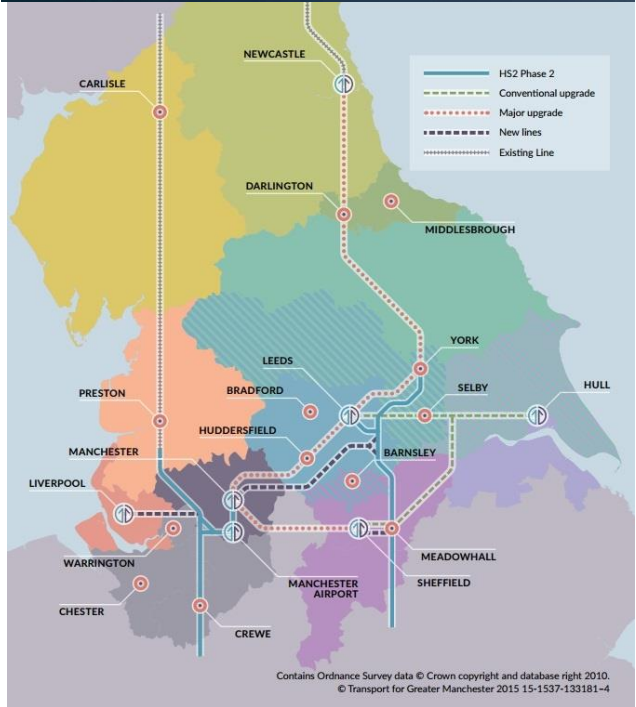 NEWCASTLE
CARLISLE
HS2 Phase 2
Conventional upgrade
Major upgrade
New lines
Existing Line
DARLINGTON
MIDDLESBROUGH
YORK
LEEDS
SELBY
HULL
BRADFORD
PRESTON
HUDDERSFIELD
MANCHESTER
BARNSLEY
LIVERPOOL
WARRINGTON
MEADOWHALL
MANCHESTER
AIRPORT
SHEFFIELD
CHESTER
CREWE
Contains Ordnance Survey data © Crown copyright and database right 2010.
© Transport for Greater Manchester 2015 15-1537-133181–4